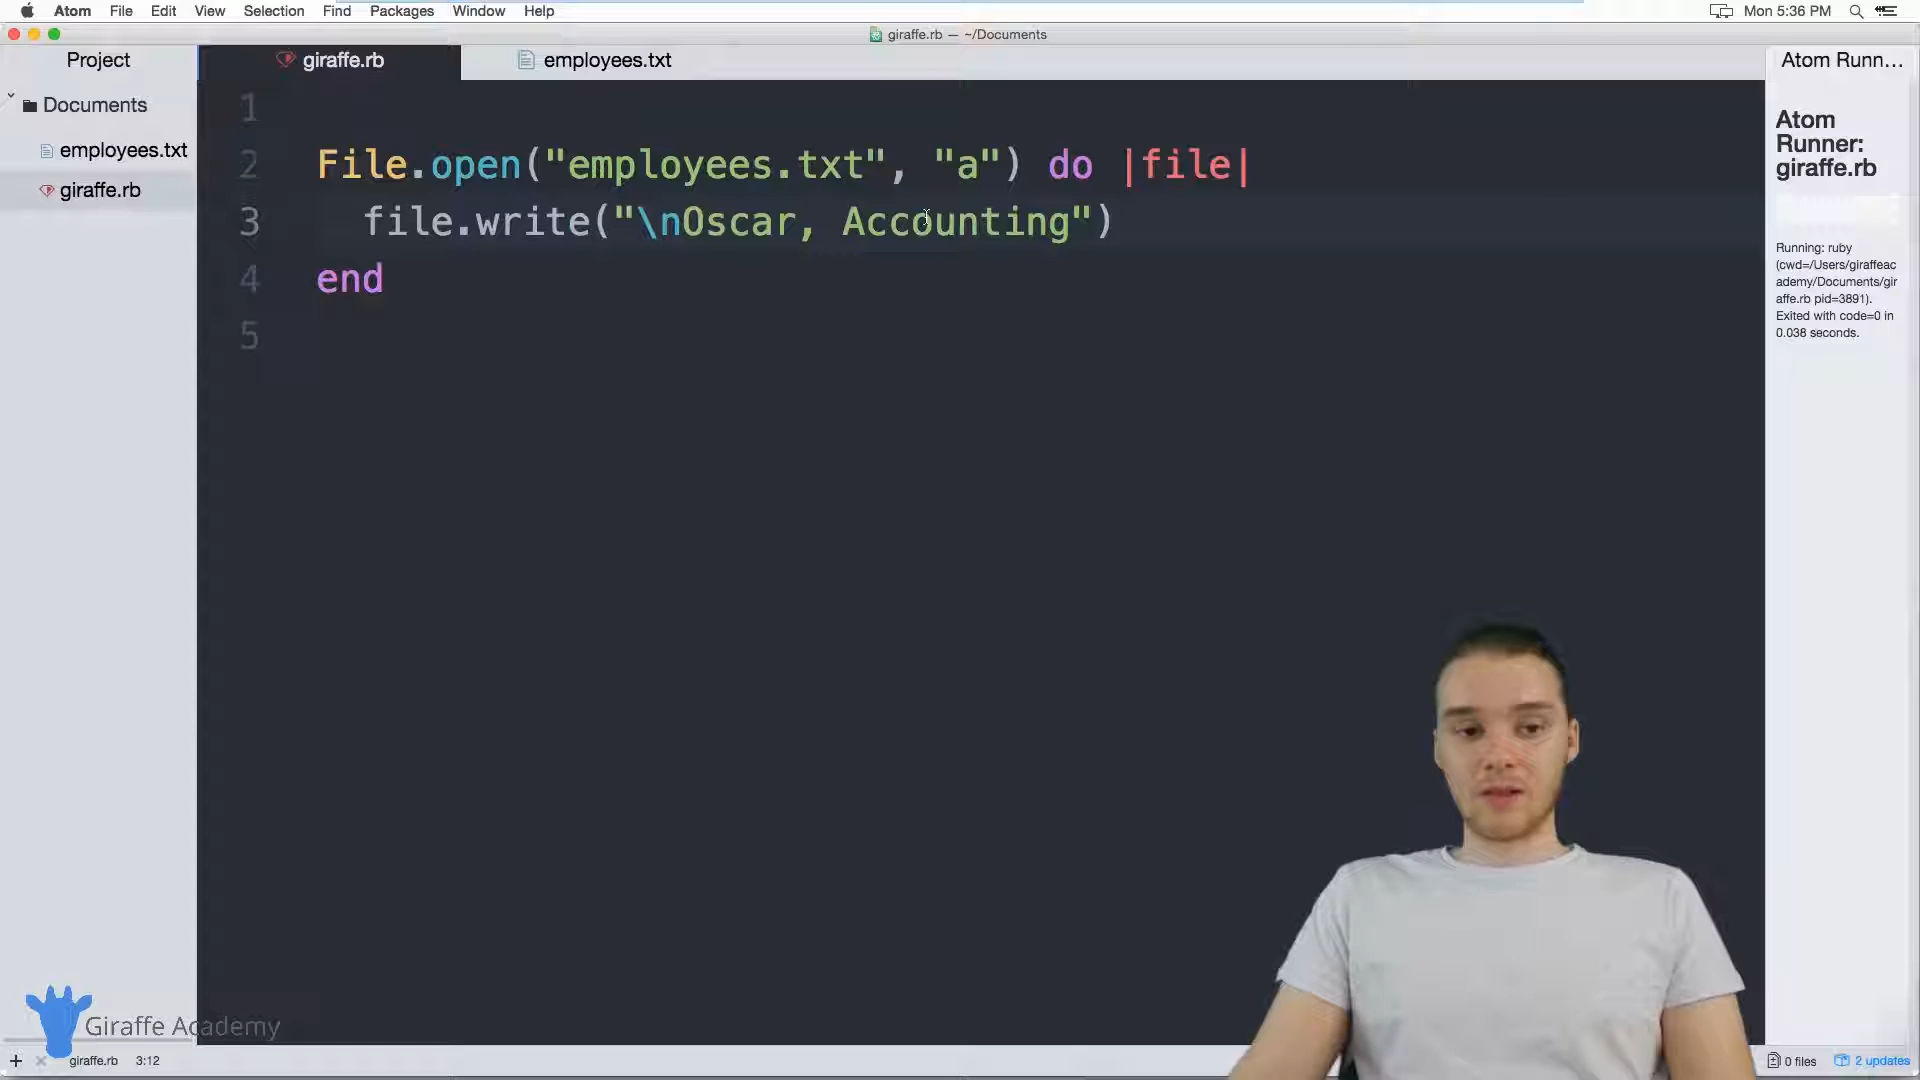 Atom File Edit View Selection Find Packages Window Help Mon 5:36 PM
giraffe.rb — ~/Documents
Project
giraffe.rb
employees.txt
Atom Runn...
Documents
employees.txt
giraffe.rb
1
2 File.open("employees.txt", "a") do |file|
3 file.write("\nOscar, Accounting")
4 end
5
Atom
Runner:
giraffe.rb
Running: ruby
(cwd=/Users/giraffeac
ademy/Documents/gir
affe.rb pid=3891).
Exited with code=0 in
0.038 seconds.
Giraffe Academy
giraffe.rb 3:12
0 files 2 updates